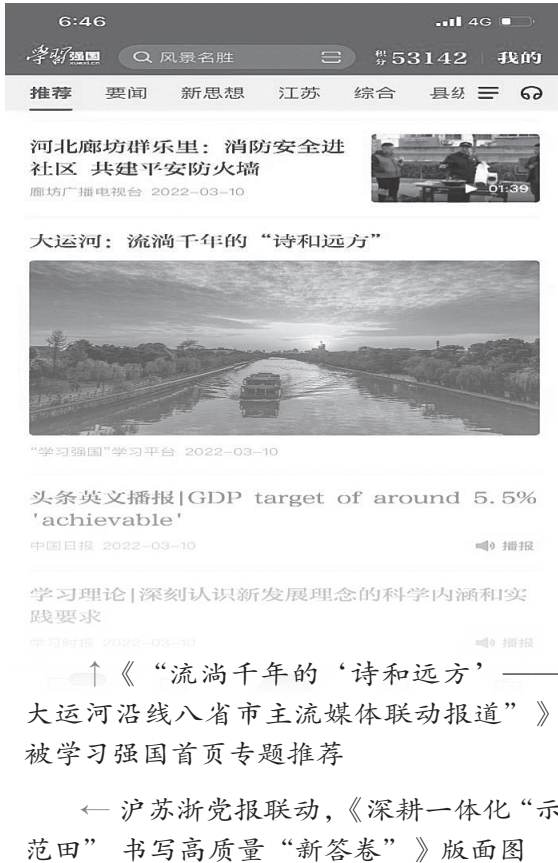 6:46 4G
学习强国 风景名胜 积分 53142 我的
xuexi.cn
推荐 要闻 新思想 江苏 综合 县级
河北廊坊群乐里：消防安全进
社区 共建平安防火墙
廊坊广播电视台 2022-03-10
01:39
大运河：流淌千年的“诗和远方”
“学习强国”学习平台 2022-03-10
头条英文播报|GDP target of around 5.5%
'achievable'
中国日报 2022-03-10 播报
学习理论|深刻认识新发展理念的科学内涵和实
践要求
学习时报 2022-03-10 播报
↑《“流淌千年的‘诗和远方’——
大运河沿线八省市主流媒体联动报道”》
被学习强国首页专题推荐
← 沪苏浙党报联动，《深耕一体化“示
范田” 书写高质量“新答卷”》版面图